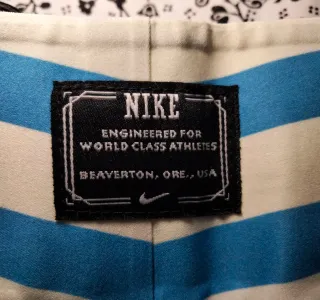 NIKE
ENGINEERED FOR
WORLD CLASS ATHLETES
BEAVERTON, ORE., USA